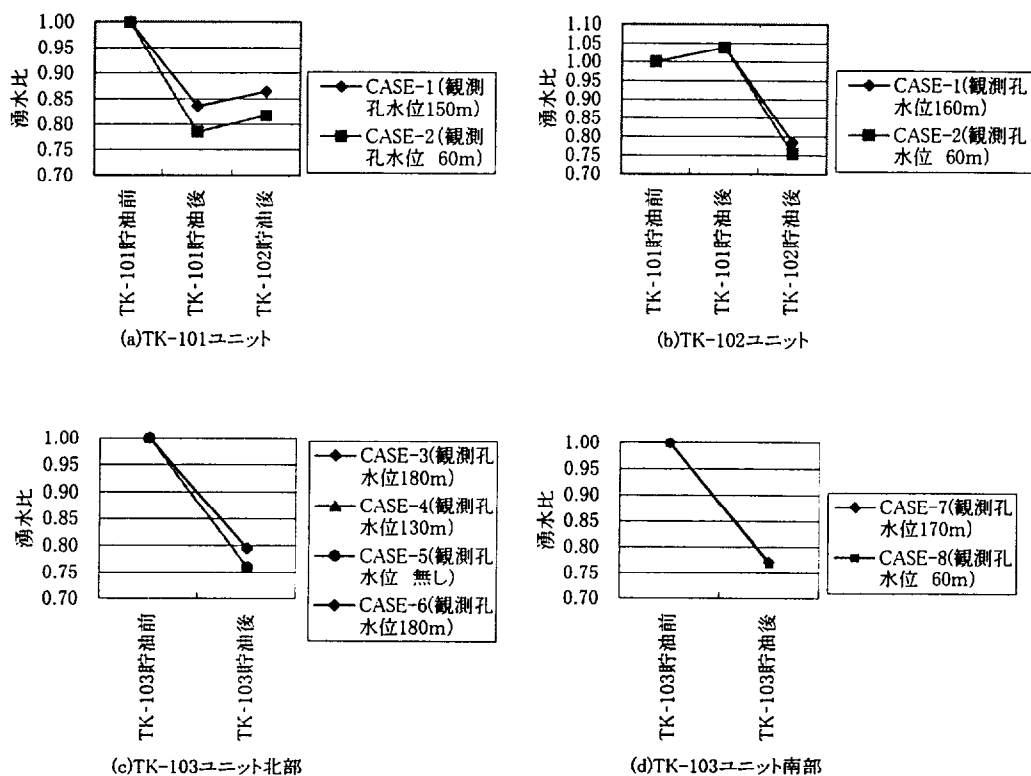 1.00
0.95
0.90
0.85
0.80
0.75
0.70
湧水比
TK-101貯油前
TK-101貯油後
TK-102貯油後
CASE-1(観測
孔水位150m)
CASE-2(観測
孔水位 60m)
(a)TK-101ユニット
1.10
1.05
1.00
0.95
0.90
0.85
0.80
0.75
0.70
湧水比
TK-101貯油前
TK-101貯油後
TK-102貯油後
CASE-1(観測孔
水位160m)
CASE-2(観測孔
水位 60m)
(b)TK-102ユニット
1.00
0.95
0.90
0.85
0.80
0.75
0.70
湧水比
TK-103貯油前
TK-103貯油後
CASE-3(観測孔
水位180m)
CASE-4(観測孔
水位130m)
CASE-5(観測孔
水位 無し)
CASE-6(観測孔
水位180m)
(c)TK-103ユニット北部
1.00
0.95
0.90
0.85
0.80
0.75
0.70
湧水比
TK-103貯油前
TK-103貯油後
CASE-7(観測孔
水位170m)
CASE-8(観測孔
水位 60m)
(d)TK-103ユニット南部